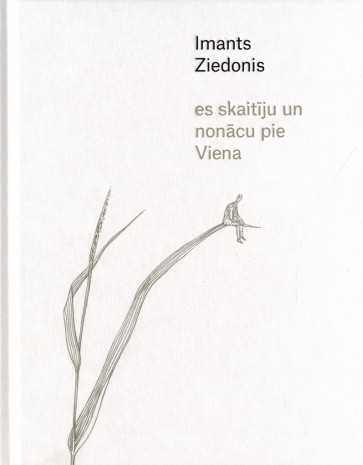 Imants
Ziedonis
es skaitīju un
nonācu pie
Viena